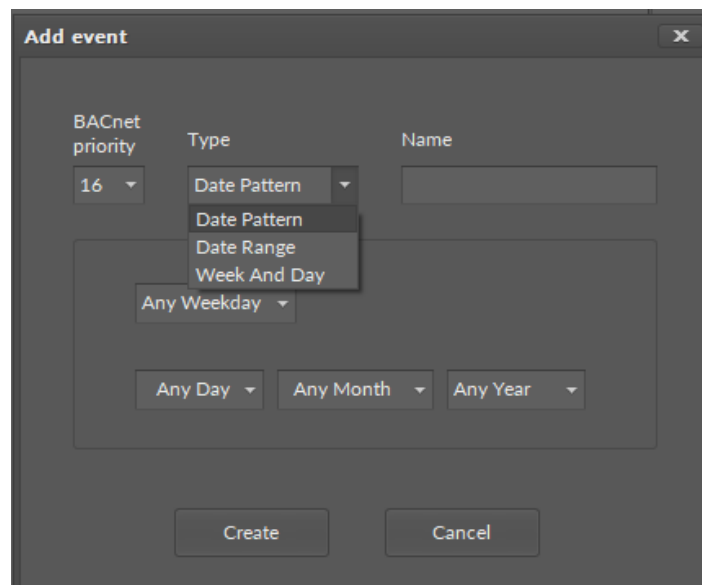 Add event
x
BACnet
priority
Type
Name
16
Date Pattern
Date Pattern
Date Range
Week And Day
Any Weekday
Any Day
Any Month
Any Year
Create
Cancel